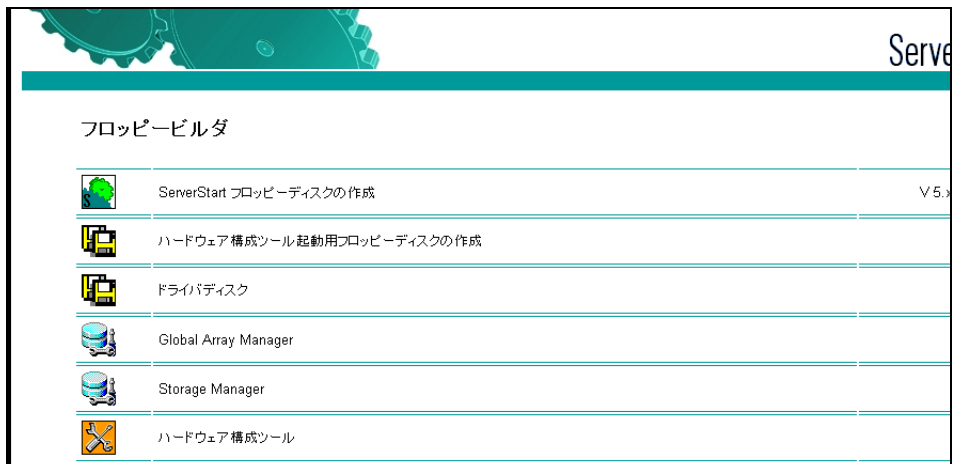 Serve
フロッピービルダ
ServerStart フロッピーディスクの作成 V 5.x
ハードウェア構成ツール起動用フロッピーディスクの作成
ドライバディスク
Global Array Manager
Storage Manager
ハードウェア構成ツール